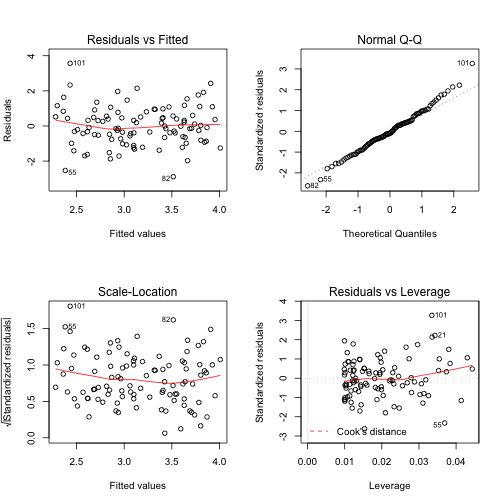 Residuals vs Fitted
Residuals
4
2
0
-2
101
55
82
2.5 3.0 3.5 4.0
Fitted values
Normal Q-Q
Standardized residuals
3
2
1
0
-1
-2
101
55
82
-2 -1 0 1 2
Theoretical Quantiles
Scale-Location
√|Standardized residuals|
1.5
1.0
0.5
0.0
101
55
82
2.5 3.0 3.5 4.0
Fitted values
Residuals vs Leverage
Standardized residuals
4
3
2
1
0
-1
-2
-3
101
21
55
Cook's distance
0.00 0.01 0.02 0.03 0.04
Leverage